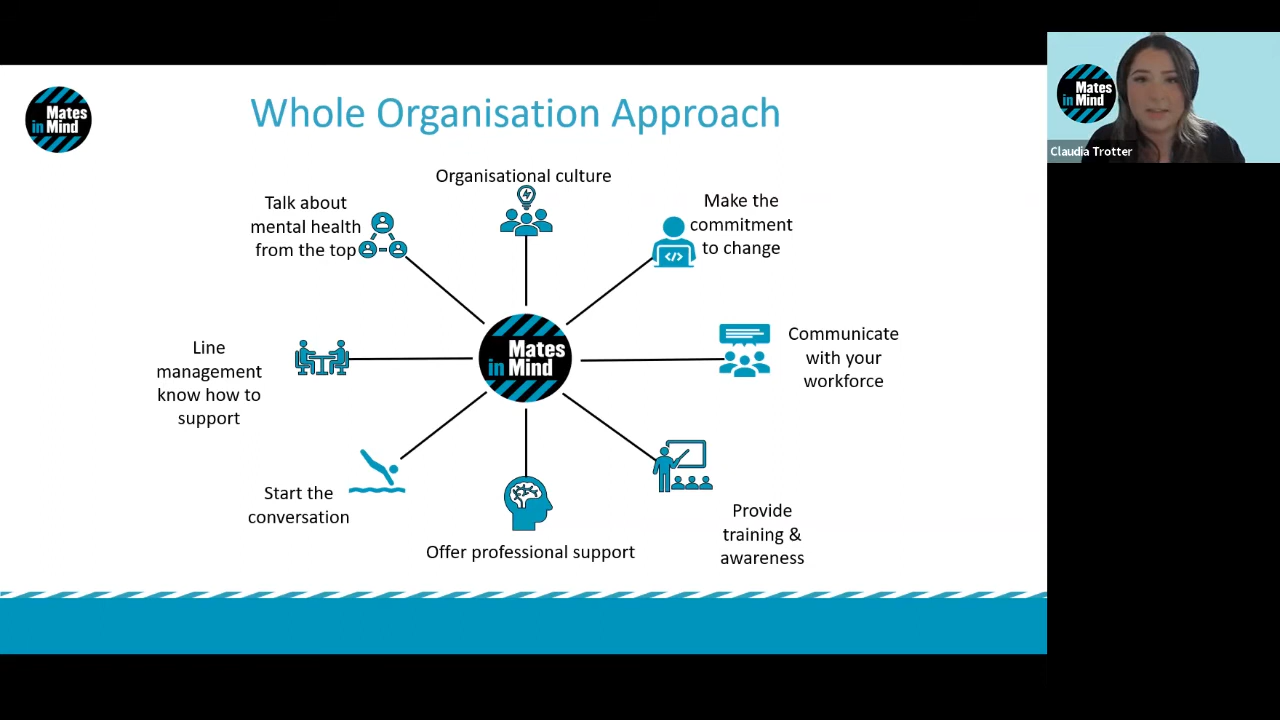 Mates
in Mind
Whole Organisation Approach
Organisational culture
Talk about
mental health
from the top
Make the
commitment
to change
</>
Line
management
know how to
support
Mates
in Mind
Communicate
with your
workforce
Start the
conversation
Offer professional support
Provide
training &
awareness
Mates
in Mind
Claudia Trotter